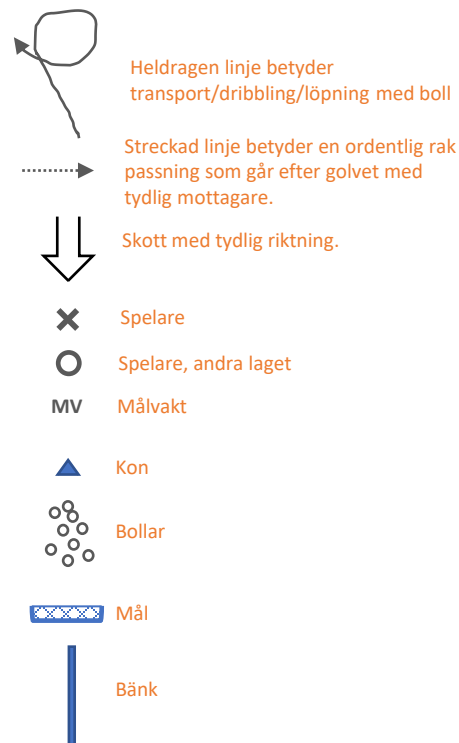 Heldragen linje betyder
transport/dribbling/löpning med boll
Streckad linje betyder en ordentlig rak
passning som går efter golvet med
tydlig mottagare.
Skott med tydlig riktning.
Spelare
Spelare, andra laget
MV Målvakt
Kon
Bollar
Mål
Bänk